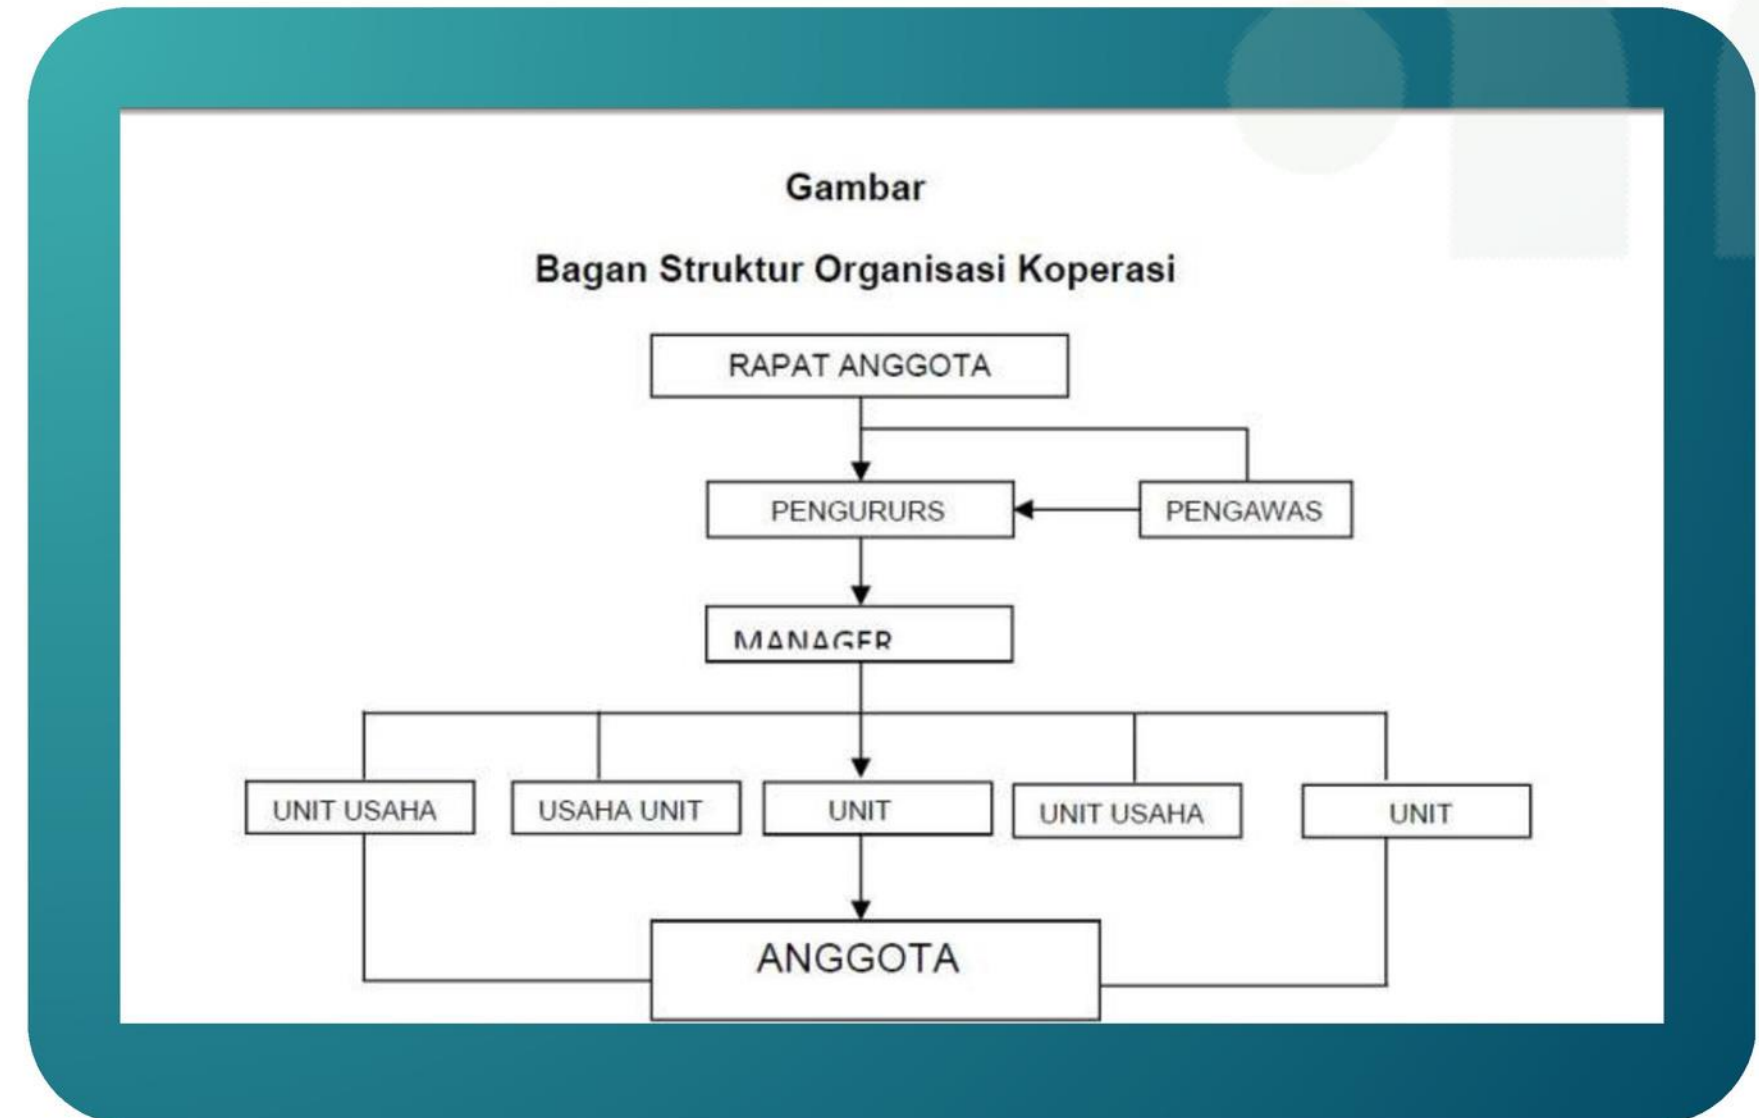 Gambar
Bagan Struktur Organisasi Koperasi
RAPAT ANGGOTA
PENGURURS
PENGAWAS
MANAGER
UNIT USAHA
USAHA UNIT
UNIT
UNIT USAHA
UNIT
ANGGOTA